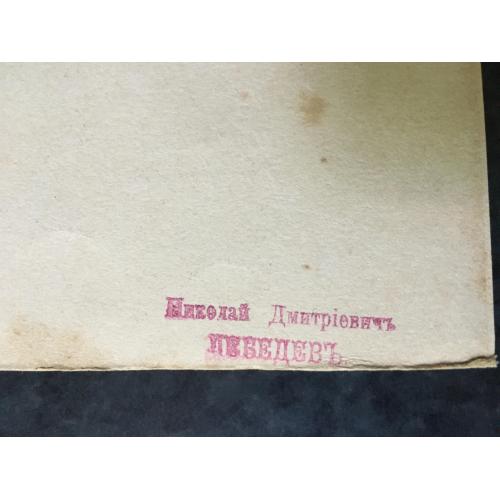 Николай Дмитріевичъ
ЛЕБЕДЕВЪ.